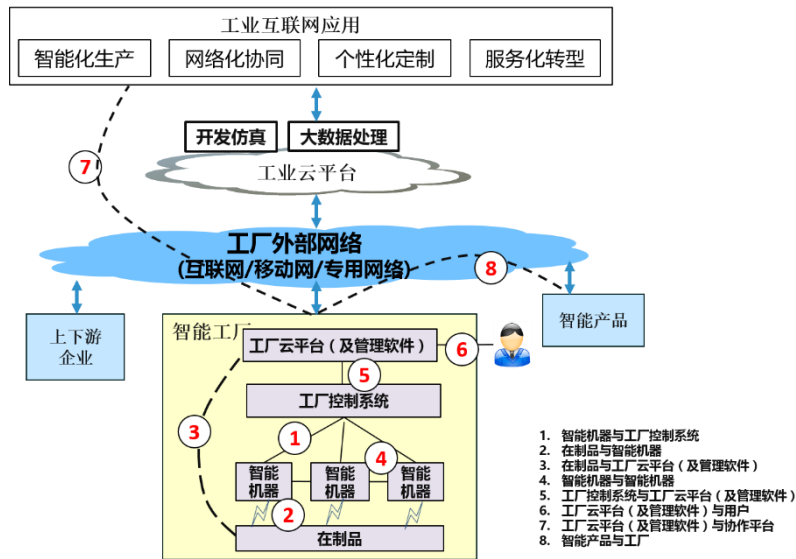 工业互联网应用
智能化生产
网络化协同
个性化定制
服务化转型
开发仿真
大数据处理
工业云平台
7
工厂外部网络
(互联网/移动网/专用网络)
8
上下游
企业
智能产品
智能工厂
工厂云平台（及管理软件）
6
5
工厂控制系统
3
1
4
智能
机器
智能
机器
智能
机器
2
在制品
1. 智能机器与工厂控制系统
2. 在制品与智能机器
3. 在制品与工厂云平台（及管理软件）
4. 智能机器与智能机器
5. 工厂控制系统与工厂云平台（及管理软件）
6. 工厂云平台（及管理软件）与用户
7. 工厂云平台（及管理软件）与协作平台
8 智能产品与工厂